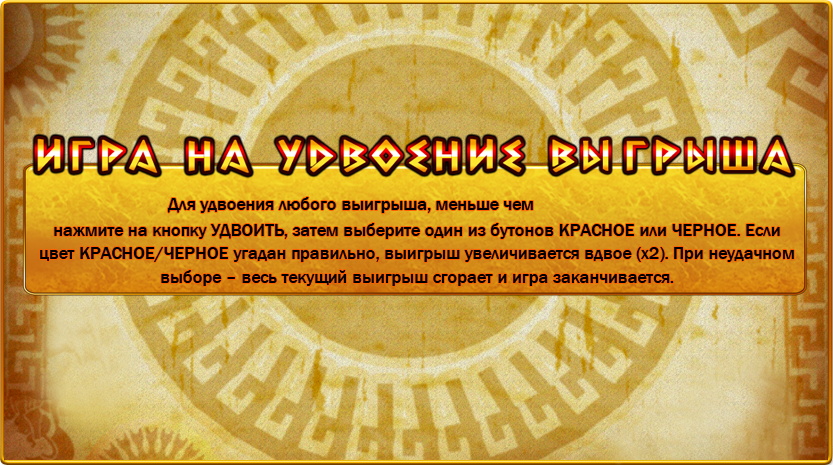 ИГРА НА УДВОЕНИЕ ВЫГРЫША
Для удвоения любого выигрыша, меньше чем
нажмите на кнопку УДВОИТЬ, затем выберите один из бутонов КРАСНОЕ или ЧЕРНОЕ. Если
цвет КРАСНОЕ/ЧЕРНОЕ угадан правильно, выигрыш увеличивается вдвое (х2). При неудачном
выборе – весь текущий выигрыш сгорает и игра заканчивается.